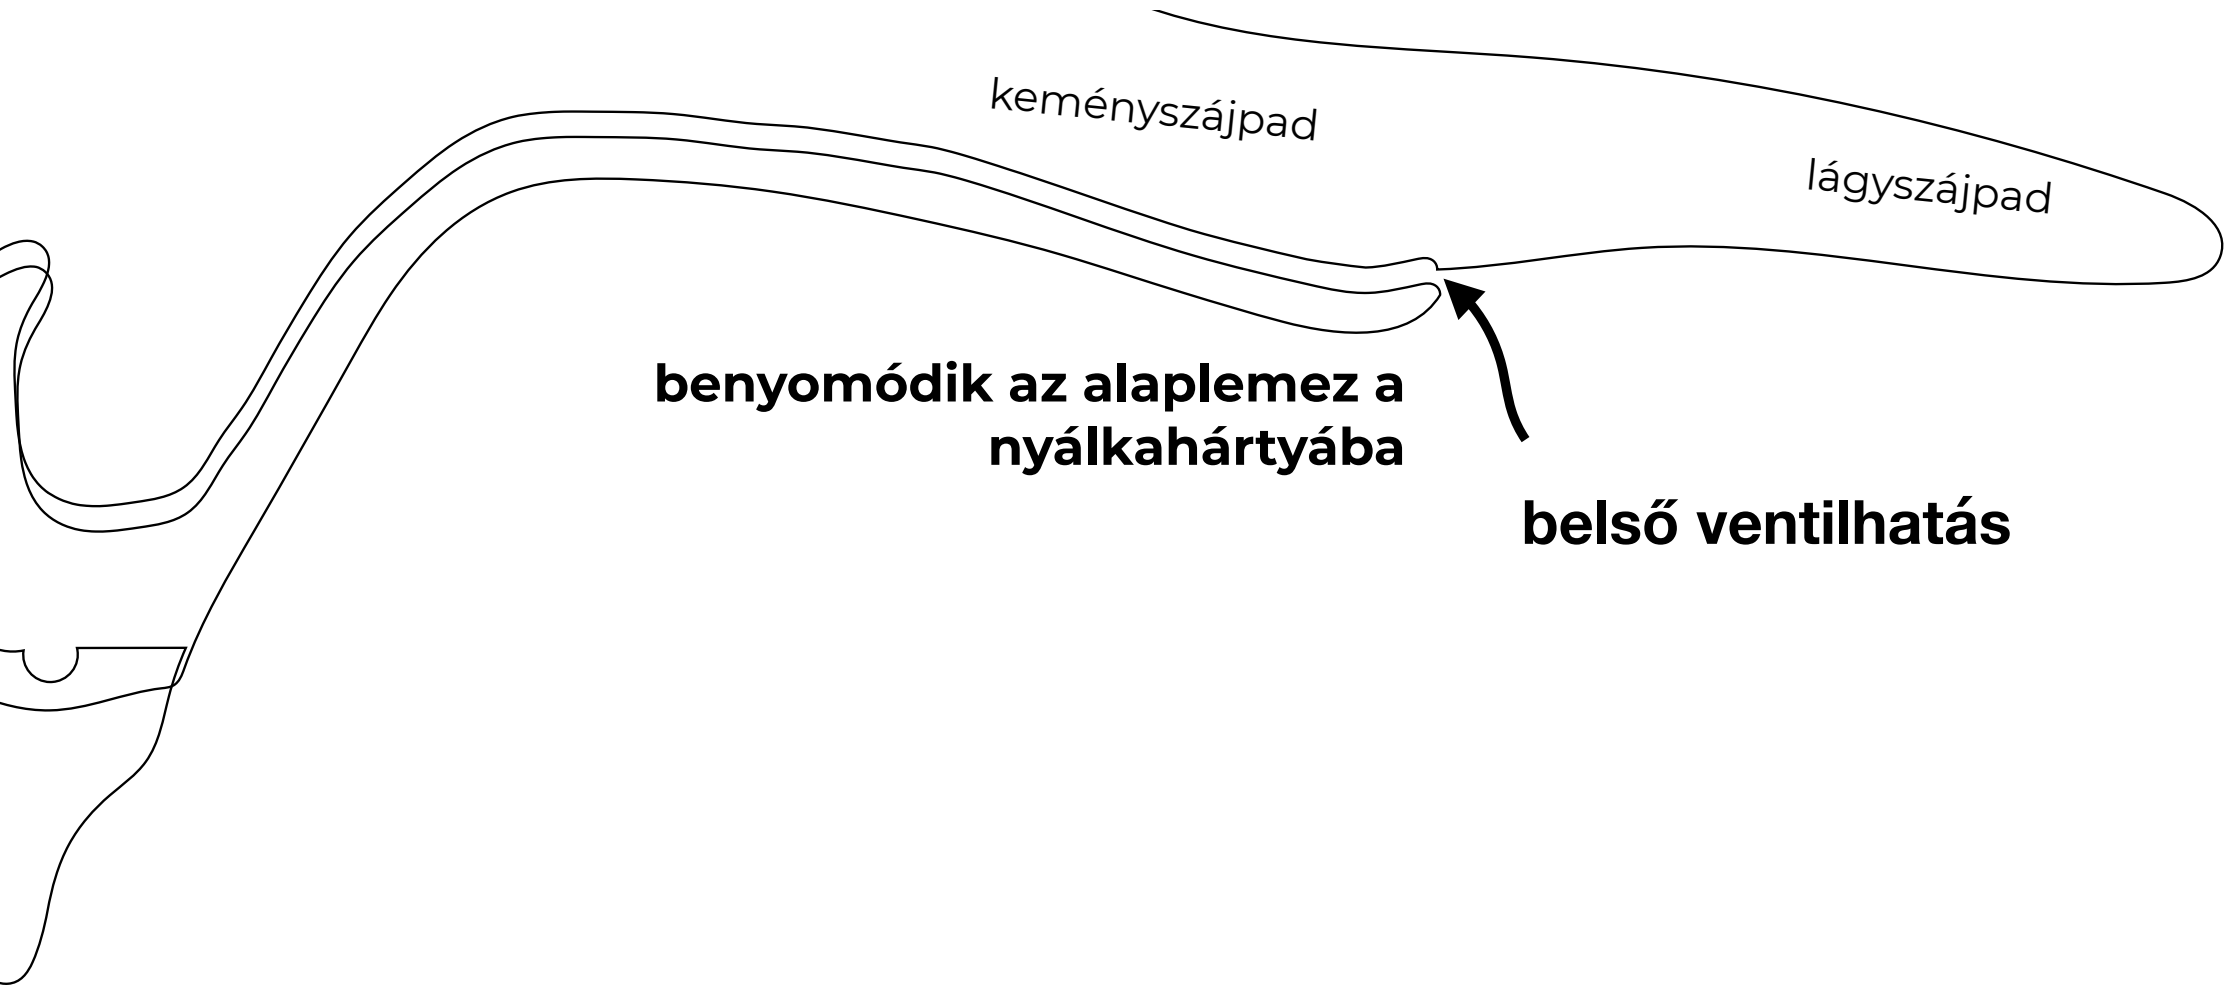 keményszájpad
lágyszájpad
benyomódik az alaplemez a
nyálkahártyába
belső ventilhatás